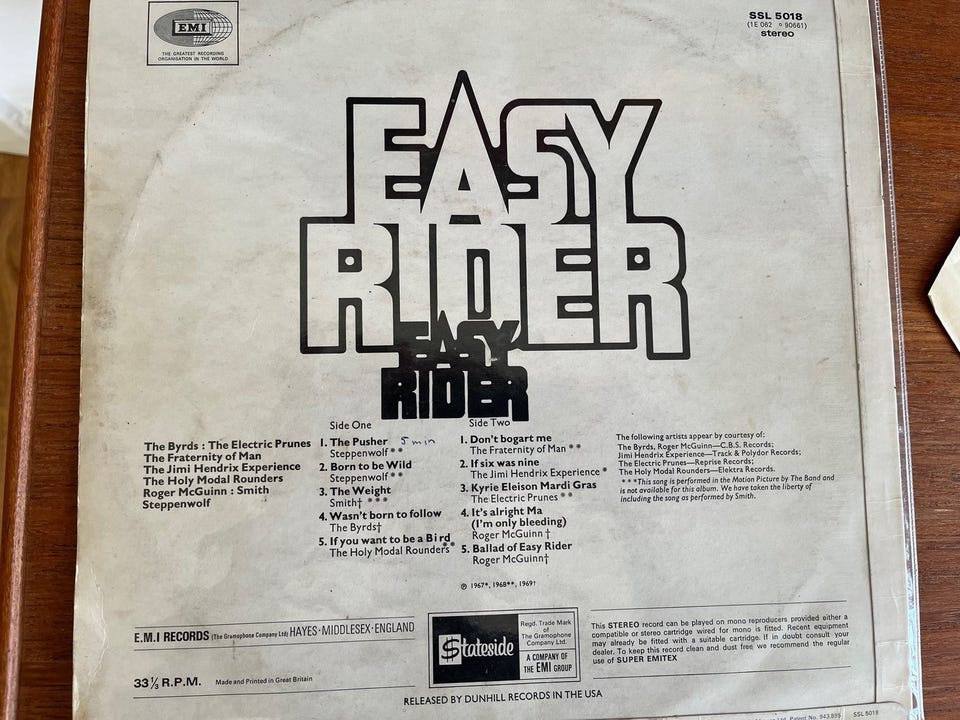 EMI
THE GREATEST RECORDING
ORGANISATION IN THE WORLD
SSL 5018
(1E 062 o 90661)
stereo
EASY
RIDER
EASY
RIDER
The Byrds : The Electric Prunes
The Fraternity of Man
The Jimi Hendrix Experience
The Holy Modal Rounders
Roger McGuinn : Smith
Steppenwolf
Side One
1. The Pusher 5 min
Steppenwolf **
2. Born to be Wild
Steppenwolf **
3. The Weight
Smith† ***
4. Wasn't born to follow
The Byrds†
5. If you want to be a Bird
The Holy Modal Rounders**
Side Two
1. Don't bogart me
The Fraternity of Man **
2. If six was nine
The Jimi Hendrix Experience *
3. Kyrie Eleison Mardi Gras
The Electric Prunes **
4. It's alright Ma
(I'm only bleeding)
Roger McGuinn †
5. Ballad of Easy Rider
Roger McGuinn†
℗ 1967*, 1968**, 1969†
The following artists appear by courtesy of:
The Byrds, Roger McGuinn—C.B.S. Records;
Jimi Hendrix Experience—Track & Polydor Records;
The Electric Prunes—Reprise Records;
The Holy Modal Rounders—Elektra Records.
***This song is performed in the Motion Picture by The Band and
is not available for this album. We have taken the liberty of
including the song as performed by Smith.
E.M.I RECORDS (The Gramophone Company Ltd) HAYES · MIDDLESEX · ENGLAND
33⅓ R.P.M. Made and Printed in Great Britain
Stateside
Regd. Trade Mark
of
The Gramophone
Company Ltd.
A COMPANY OF
THE EMI GROUP
This STEREO record can be played on mono reproducers provided either a
compatible or stereo cartridge wired for mono is fitted. Recent equipment
may already be fitted with a suitable cartridge. If in doubt consult your
dealer. To keep this record clean and dust free we recommend the regular
use of SUPER EMITEX
RELEASED BY DUNHILL RECORDS IN THE USA
Ltd. Patent No. 943,895 SSL 5018